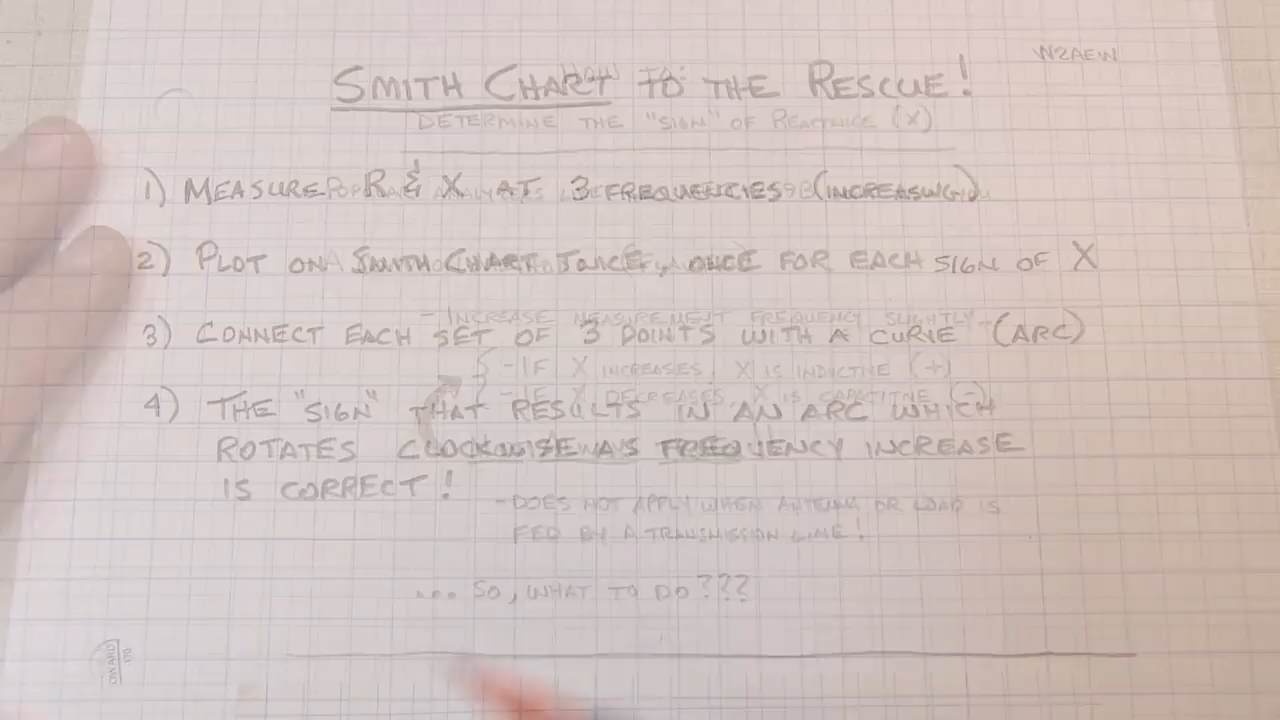 W2AEW
SMITH CHART TO THE RESCUE!
DETERMINE THE "SIGN" OF REACTANCE (X)
1) MEASURE R & X AT 3 FREQUENCIES (INCREASING)
2) PLOT ON SMITH CHART TWICE, ONCE FOR EACH SIGN OF X
- INCREASE MEASUREMENT FREQUENCY SLIGHTLY
3) CONNECT EACH SET OF 3 POINTS WITH A CURVE (ARC)
- IF X INCREASES, X IS INDICTIVE (+)
- IF X DECREASES, X IS CAPACITIVE (-)
4) THE "SIGN" THAT RESULTS IN AN ARC WHICH
ROTATES CLOCKWISE FREQUENCY INCREASE
IS CORRECT!
- DOES NOT APPLY WHEN ANTENNA OR LOAD IS
FED BY A TRANSMISSION LINE!
... SO, WHAT TO DO???